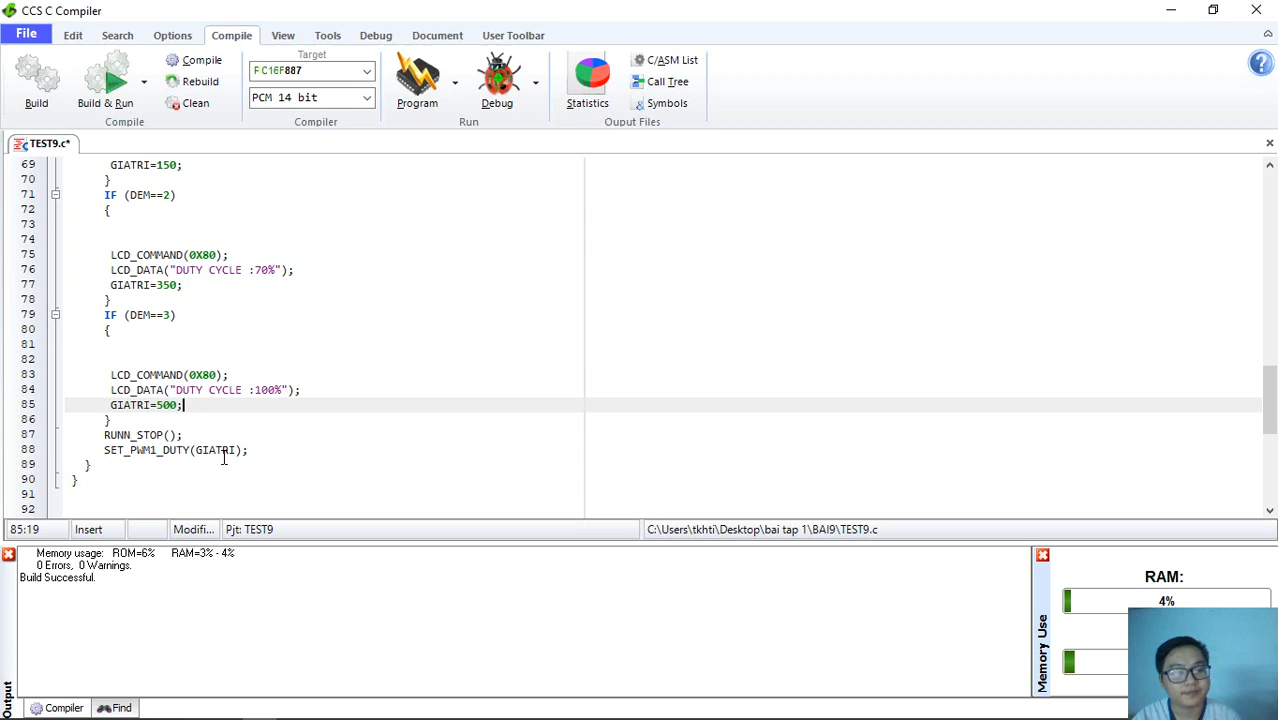 CCS C Compiler
File Edit Search Options Compile View Tools Debug Document User Toolbar
Build
Build & Run
Compile
Rebuild
Clean
Compile
Target
PIC16F887
PCM 14 bit
Compiler
Program
Debug
Run
Statistics
C/ASM List
Call Tree
Symbols
Ouput Files
TEST9.c*
69 GIATRI=150;
70 }
71 IF (DEM==2)
72 {
73
74
75 LCD_COMMAND(0X80);
76 LCD_DATA("DUTY CYCLE :70%");
77 GIATRI=350;
78 }
79 IF (DEM==3)
80 {
81
82
83 LCD_COMMAND(0X80);
84 LCD_DATA("DUTY CYCLE :100%");
85 GIATRI=500;
86 }
87 RUNN_STOP();
88 SET_PWM1_DUTY(GIATRI);
89 }
90 }
91
92
85:19 Insert Modifi... Pjt: TEST9 C:\Users\tkhti\Desktop\bai tap 1\BAI9\TEST9.c
Memory usage: ROM=6% RAM=3% - 4%
0 Errors, 0 Warnings.
Build Successful.
Output
Compiler Find
Memory Use
RAM:
4%